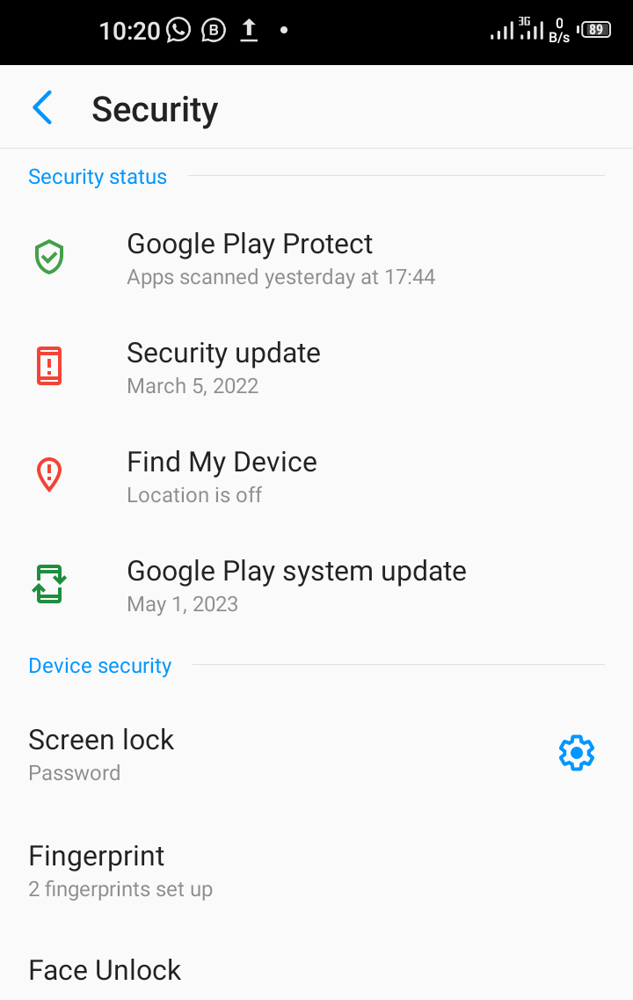 10:20 B 3G 0 B/s 89
Security
Security status
Google Play Protect
Apps scanned yesterday at 17:44
Security update
March 5, 2022
Find My Device
Location is off
Google Play system update
May 1, 2023
Device security
Screen lock
Password
Fingerprint
2 fingerprints set up
Face Unlock